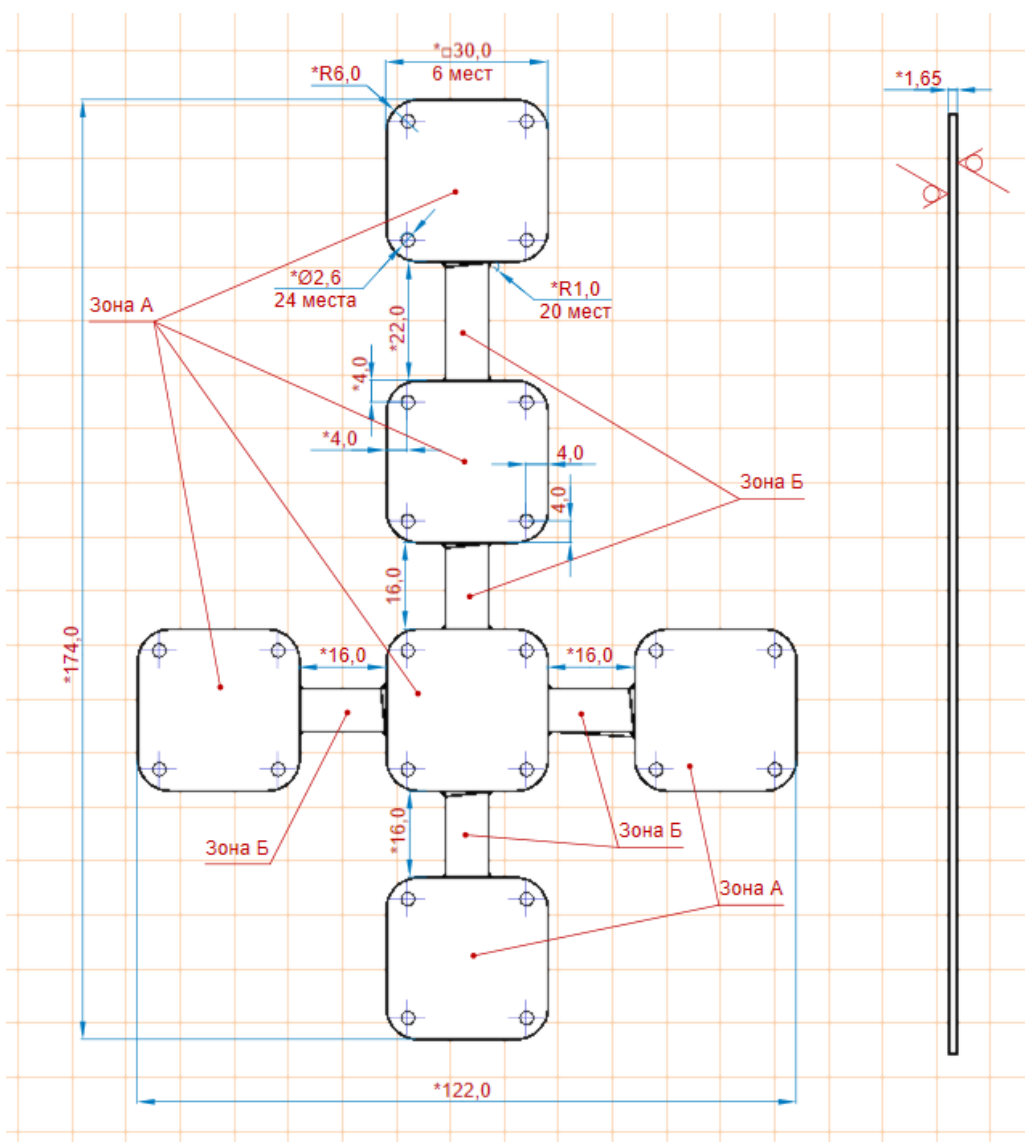 *□30,0
6 мест
*R6,0
*1,65
*Ø2,6
24 места
*R1,0
20 мест
Зона А
*22,0
*4,0
*4,0
4,0
4,0
Зона Б
16,0
*174,0
*16,0
*16,0
*16,0
Зона Б
Зона Б
Зона А
*122,0